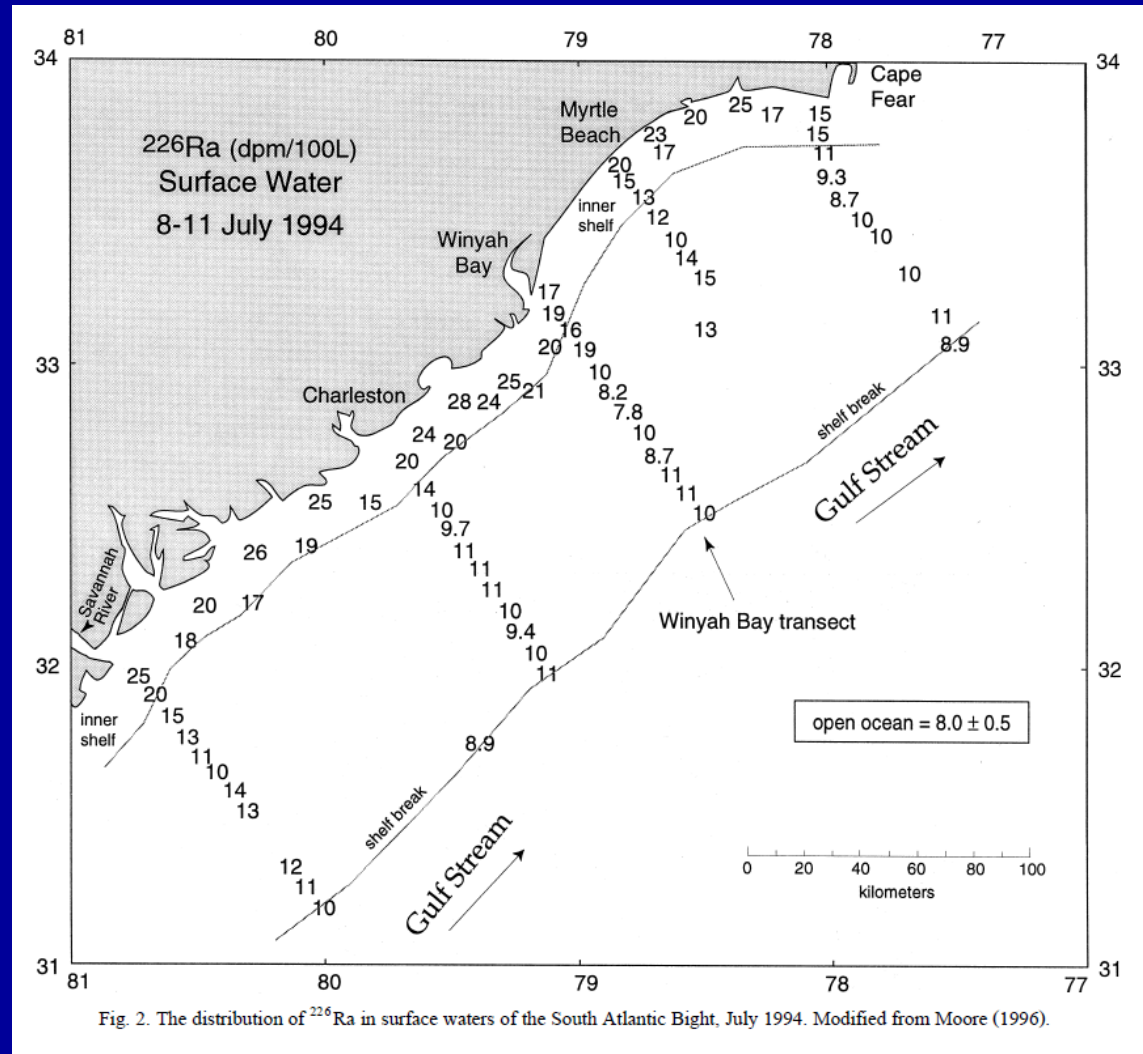 81 80 79 78 77
34 34
Cape
Fear
Myrtle
Beach
25
20 17 15
23 15
17 11
²²⁶Ra (dpm/100L)
Surface Water
8-11 July 1994
20 9.3
15 8.7
13
inner
shelf
12 10
10 10
14
15 10
Winyah
Bay
17
19 11
16 13
20 19 8.9
33 33
10
25 21 8.2
28 24 7.8
shelf break
Charleston
24 20 10
20 8.7
11
14 11
25 15 10 10
Gulf Stream
9.7
26 19 11
11
11
20 17 10
Winyah Bay transect
Savannah
River
18 9.4
10
32 32
25 11
20
inner
shelf
15
13 8.9
open ocean = 8.0 ± 0.5
11
10
14
13
shelf break
12
11
10
Gulf Stream
0 20 40 60 80 100
kilometers
31 31
81 80 79 78 77
Fig. 2. The distribution of ²²⁶Ra in surface waters of the South Atlantic Bight, July 1994. Modified from Moore (1996).